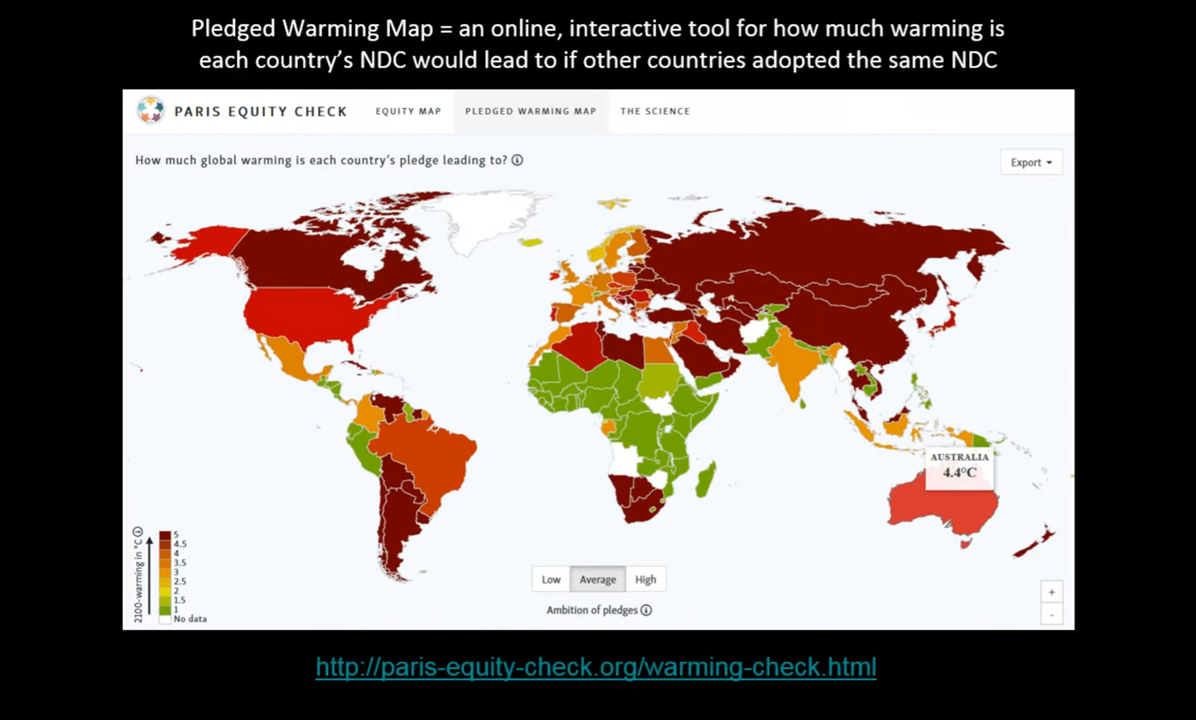 Pledged Warming Map = an online, interactive tool for how much warming is
each country's NDC would lead to if other countries adopted the same NDC
PARIS EQUITY CHECK EQUITY MAP PLEDGED WARMING MAP THE SCIENCE
How much global warming is each country's pledge leading to?
Export
AUSTRALIA
4.4°C
2100-warming in °C
5
4.5
4
3.5
3
2.5
2
1.5
1
No data
Low Average High
Ambition of pledges
+
-
http://paris-equity-check.org/warming-check.html